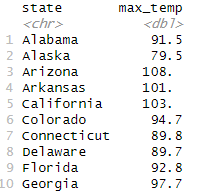 state max_temp
<chr> <dbl>
1 Alabama 91.5
2 Alaska 79.5
3 Arizona 108.
4 Arkansas 101.
5 California 103.
6 Colorado 94.7
7 Connecticut 89.8
8 Delaware 89.7
9 Florida 92.8
10 Georgia 97.7